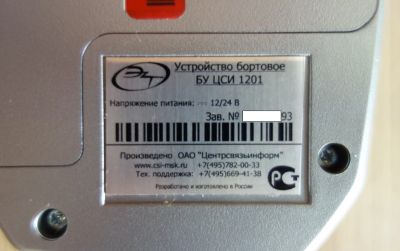 ЭЦТ
Устройство бортовое
БУ ЦСИ 1201
Напряжение питания: 12/24 В
Зав. № 93
Произведено ОАО "Центрсвязьинформ"
www.csi-msk.ru +7(495)782-00-33
Тех. поддержка: +7(495)669-41-38
Разработано и изготовлено в России